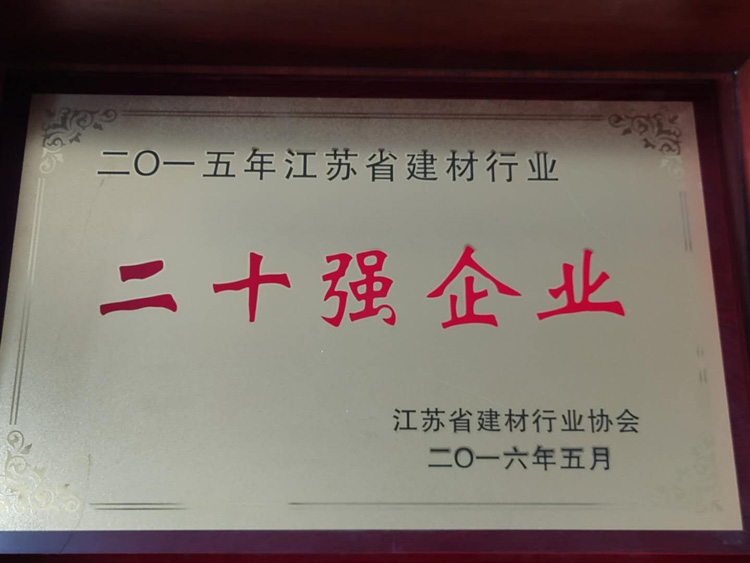 二〇一五年江苏省建材行业
二十强企业
江苏省建材行业协会
二〇一六年五月